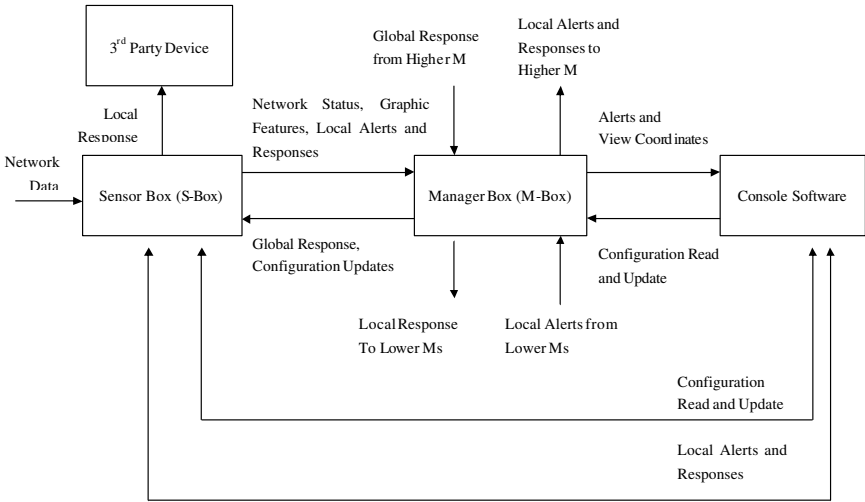 3rd Party Device
Global Response
from Higher M
Local Alerts and
Responses to
Higher M
Local
Response
Network Status, Graphic
Features, Local Alerts and
Responses
Alerts and
View Coordinates
Network
Data
Sensor Box (S-Box)
Manager Box (M-Box)
Console Software
Global Response,
Configuration Updates
Configuration Read
and Update
Local Response
To Lower Ms
Local Alerts from
Lower Ms
Configuration
Read and Update
Local Alerts and
Responses